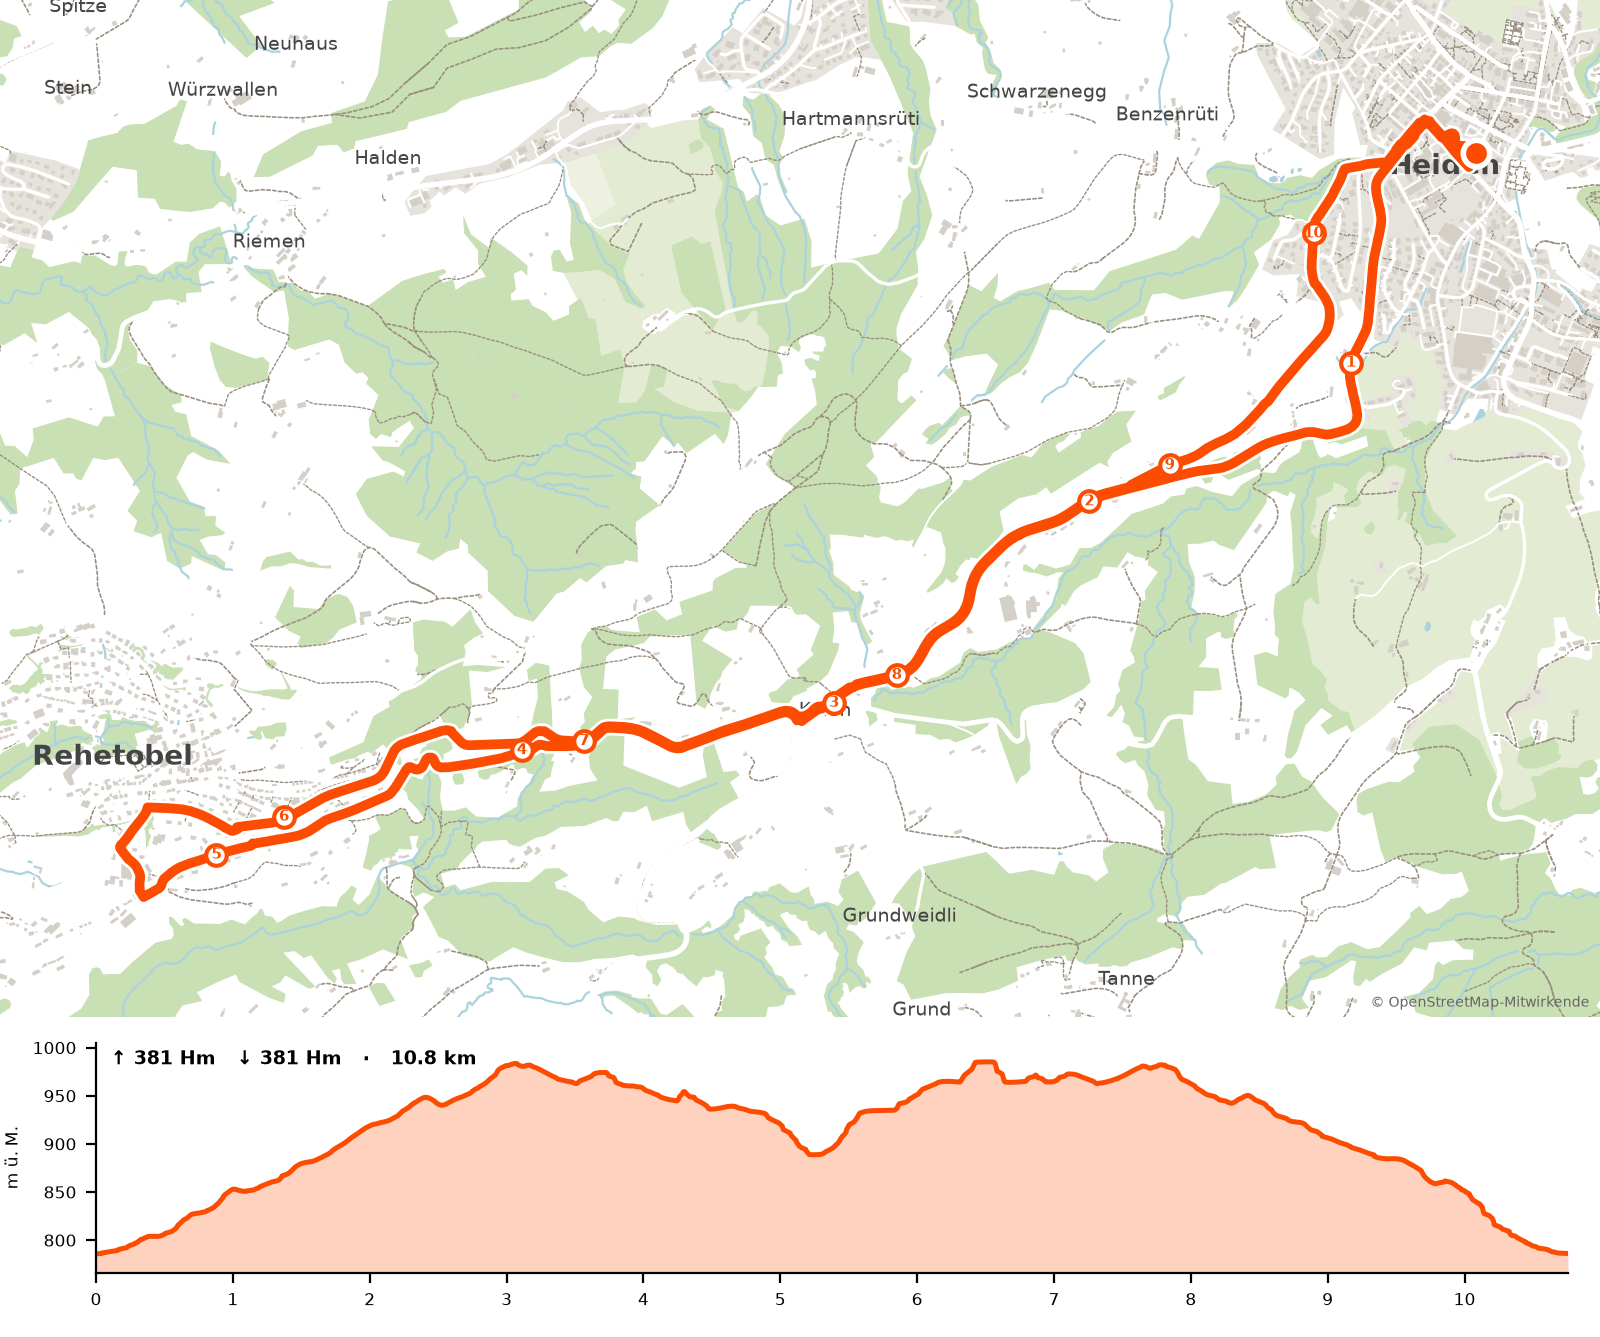 Spitze
Neuhaus
Stein
Würzwallen
Schwarzenegg
Hartmannsrüti
Benzenrüti
Halden
Heiden
10
Riemen
1
9
2
8
3
7
4
Rehetobel
6
5
Grundweidli
Tanne
Grund
© OpenStreetMap-Mitwirkende
↑ 381 Hm ↓ 381 Hm · 10.8 km
m ü. M.
1000
950
900
850
800
0 1 2 3 4 5 6 7 8 9 10